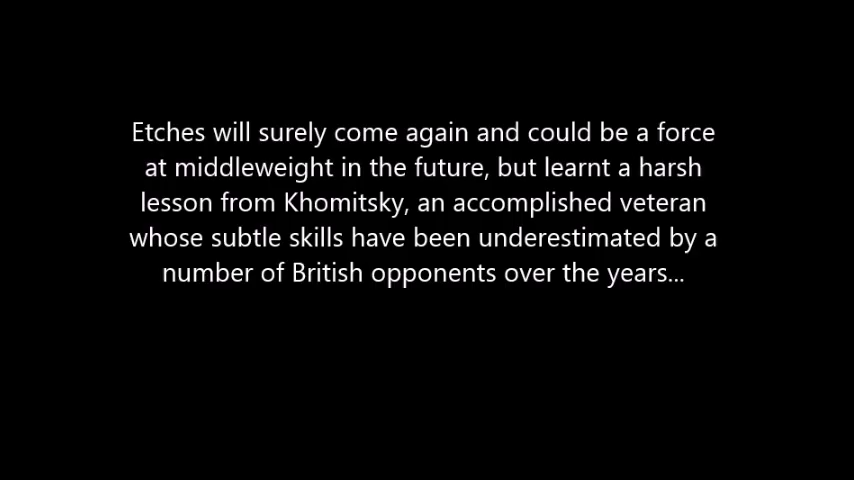 Etches will surely come again and could be a force
at middleweight in the future, but learnt a harsh
lesson from Khomitsky, an accomplished veteran
whose subtle skills have been underestimated by a
number of British opponents over the years...